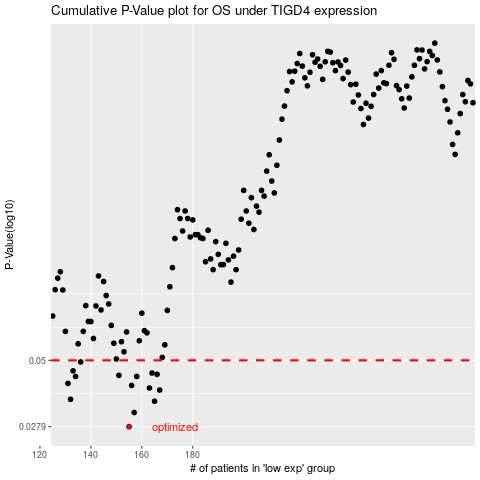 Cumulative P-Value plot for OS under TIGD4 expression
P-Value(log10)
0.05
0.0279
optimized
120 140 160 180
# of patients in 'low exp' group